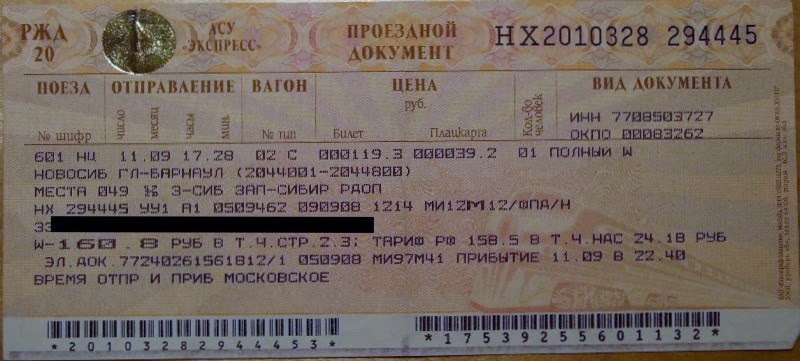 РЖД АСУ ПРОЕЗДНОЙ НХ2010328 294445
20 «ЭКСПРЕСС» ДОКУМЕНТ
ПОЕЗД ОТПРАВЛЕНИЕ ВАГОН ЦЕНА ВИД ДОКУМЕНТА
руб.
№ шифр число месяц часы мин. № тип Билет Плацкарта Кол-во человек
ИНН 7708503727
ОКПО 00083262
601 НЦ 11.09 17.28 02 С 000119.3 000039.2 01 ПОЛНЫЙ W
НОВОСИБ ГЛ-БАРНАУЛ (2044001-2044800)
МЕСТА 049 З-СИБ ЗАП-СИБИР РДОП
НХ 294445 УУ1 А1 0509462 090908 1214 МИ12М12/ФПА/Н
ЗЗ
W-160.8 РУБ В Т.Ч.СТР.2.3; ТАРИФ РФ 158.5 В Т.Ч.НАС 24.18 РУБ
ЭЛ.ДОК.77240261561812/1 050908 МИ97М41 ПРИБЫТИЕ 11.09 В 22.40
ВРЕМЯ ОТПР И ПРИБ МОСКОВСКОЕ
*2010328294453* *17539255601132*